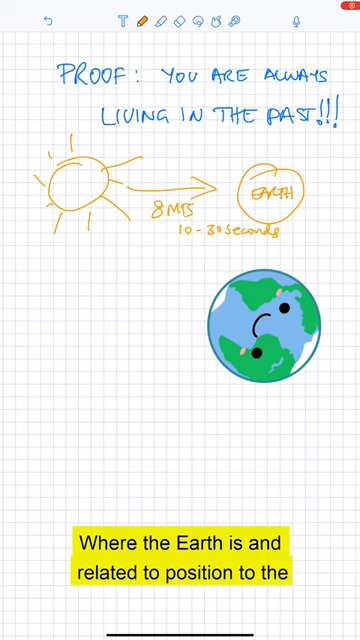 PROOF: YOU ARE ALWAYS
LIVING IN THE PAST!!!
EARTH
8 MTS
10-30 seconds
Where the Earth is and
related to position to the